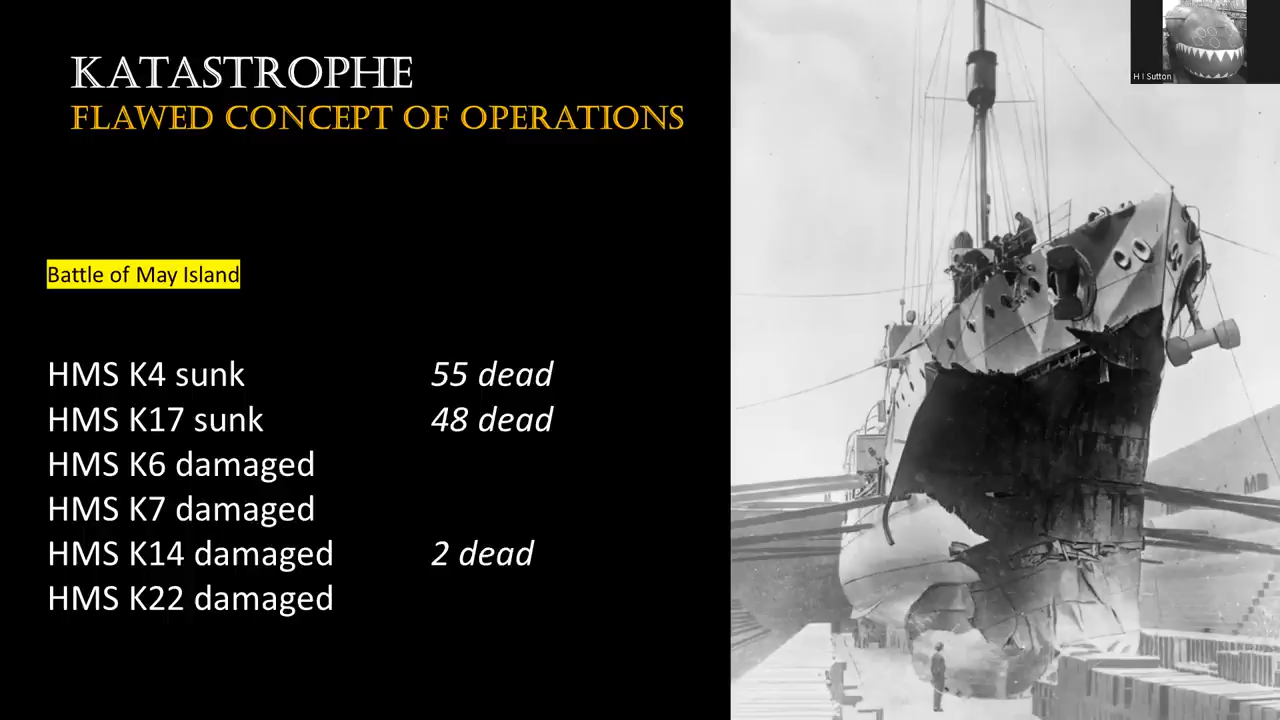 KATASTROPHE
FLAWED CONCEPT OF OPERATIONS
Battle of May Island
HMS K4 sunk 55 dead
HMS K17 sunk 48 dead
HMS K6 damaged
HMS K7 damaged
HMS K14 damaged 2 dead
HMS K22 damaged
H I Sutton